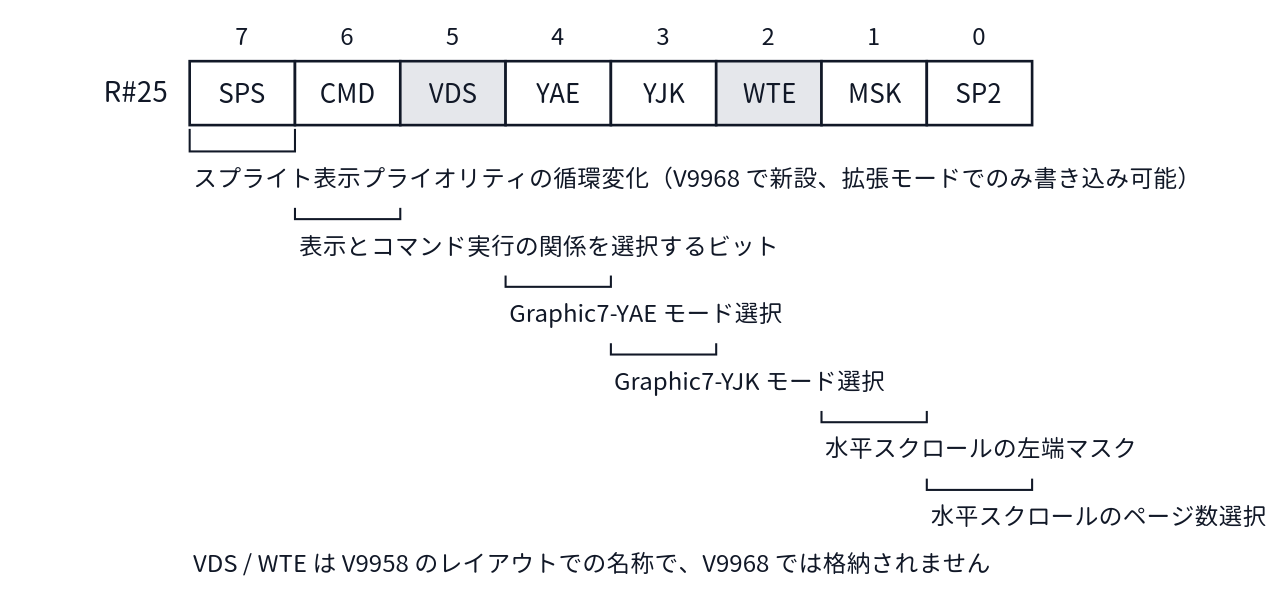 7 6 5 4 3 2 1 0
R#25 SPS CMD VDS YAE YJK WTE MSK SP2
スプライト表示プライオリティの循環変化（V9968 で新設、拡張モードでのみ書き込み可能）
表示とコマンド実行の関係を選択するビット
Graphic7-YAE モード選択
Graphic7-YJK モード選択
水平スクロールの左端マスク
水平スクロールのページ数選択
VDS / WTE は V9958 のレイアウトでの名称で、V9968 では格納されません